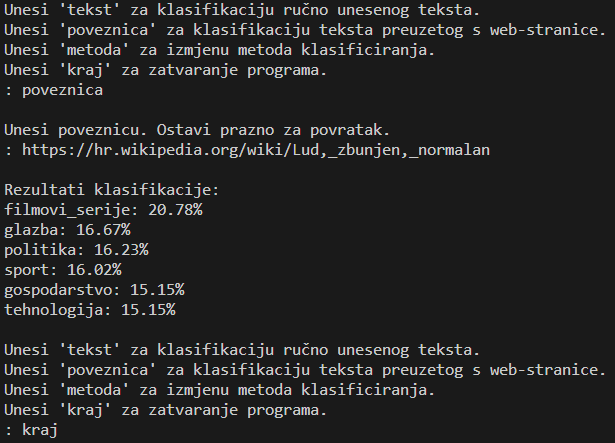 Unesi 'tekst' za klasifikaciju ručno unesenog teksta.
Unesi 'poveznica' za klasifikaciju teksta preuzetog s web-stranice.
Unesi 'metoda' za izmjenu metoda klasificiranja.
Unesi 'kraj' za zatvaranje programa.
: poveznica

Unesi poveznicu. Ostavi prazno za povratak.
: https://hr.wikipedia.org/wiki/Lud,_zbunjen,_normalan

Rezultati klasifikacije:
filmovi_serije: 20.78%
glazba: 16.67%
politika: 16.23%
sport: 16.02%
gospodarstvo: 15.15%
tehnologija: 15.15%

Unesi 'tekst' za klasifikaciju ručno unesenog teksta.
Unesi 'poveznica' za klasifikaciju teksta preuzetog s web-stranice.
Unesi 'metoda' za izmjenu metoda klasificiranja.
Unesi 'kraj' za zatvaranje programa.
: kraj